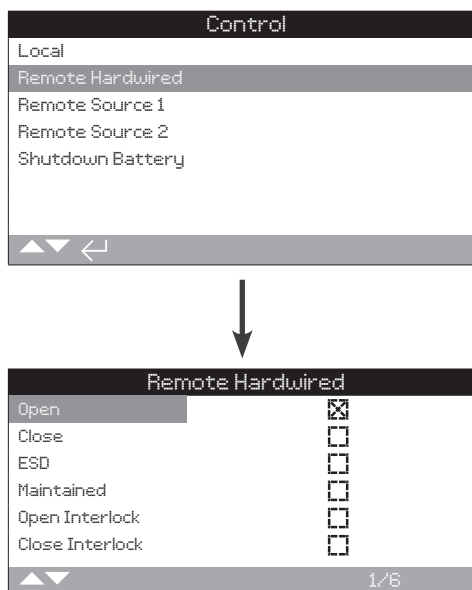 Control
Local
Remote Hardwired
Remote Source 1
Remote Source 2
Shutdown Battery
Remote Hardwired
Open
Close
ESD
Maintained
Open Interlock
Close Interlock
1/6